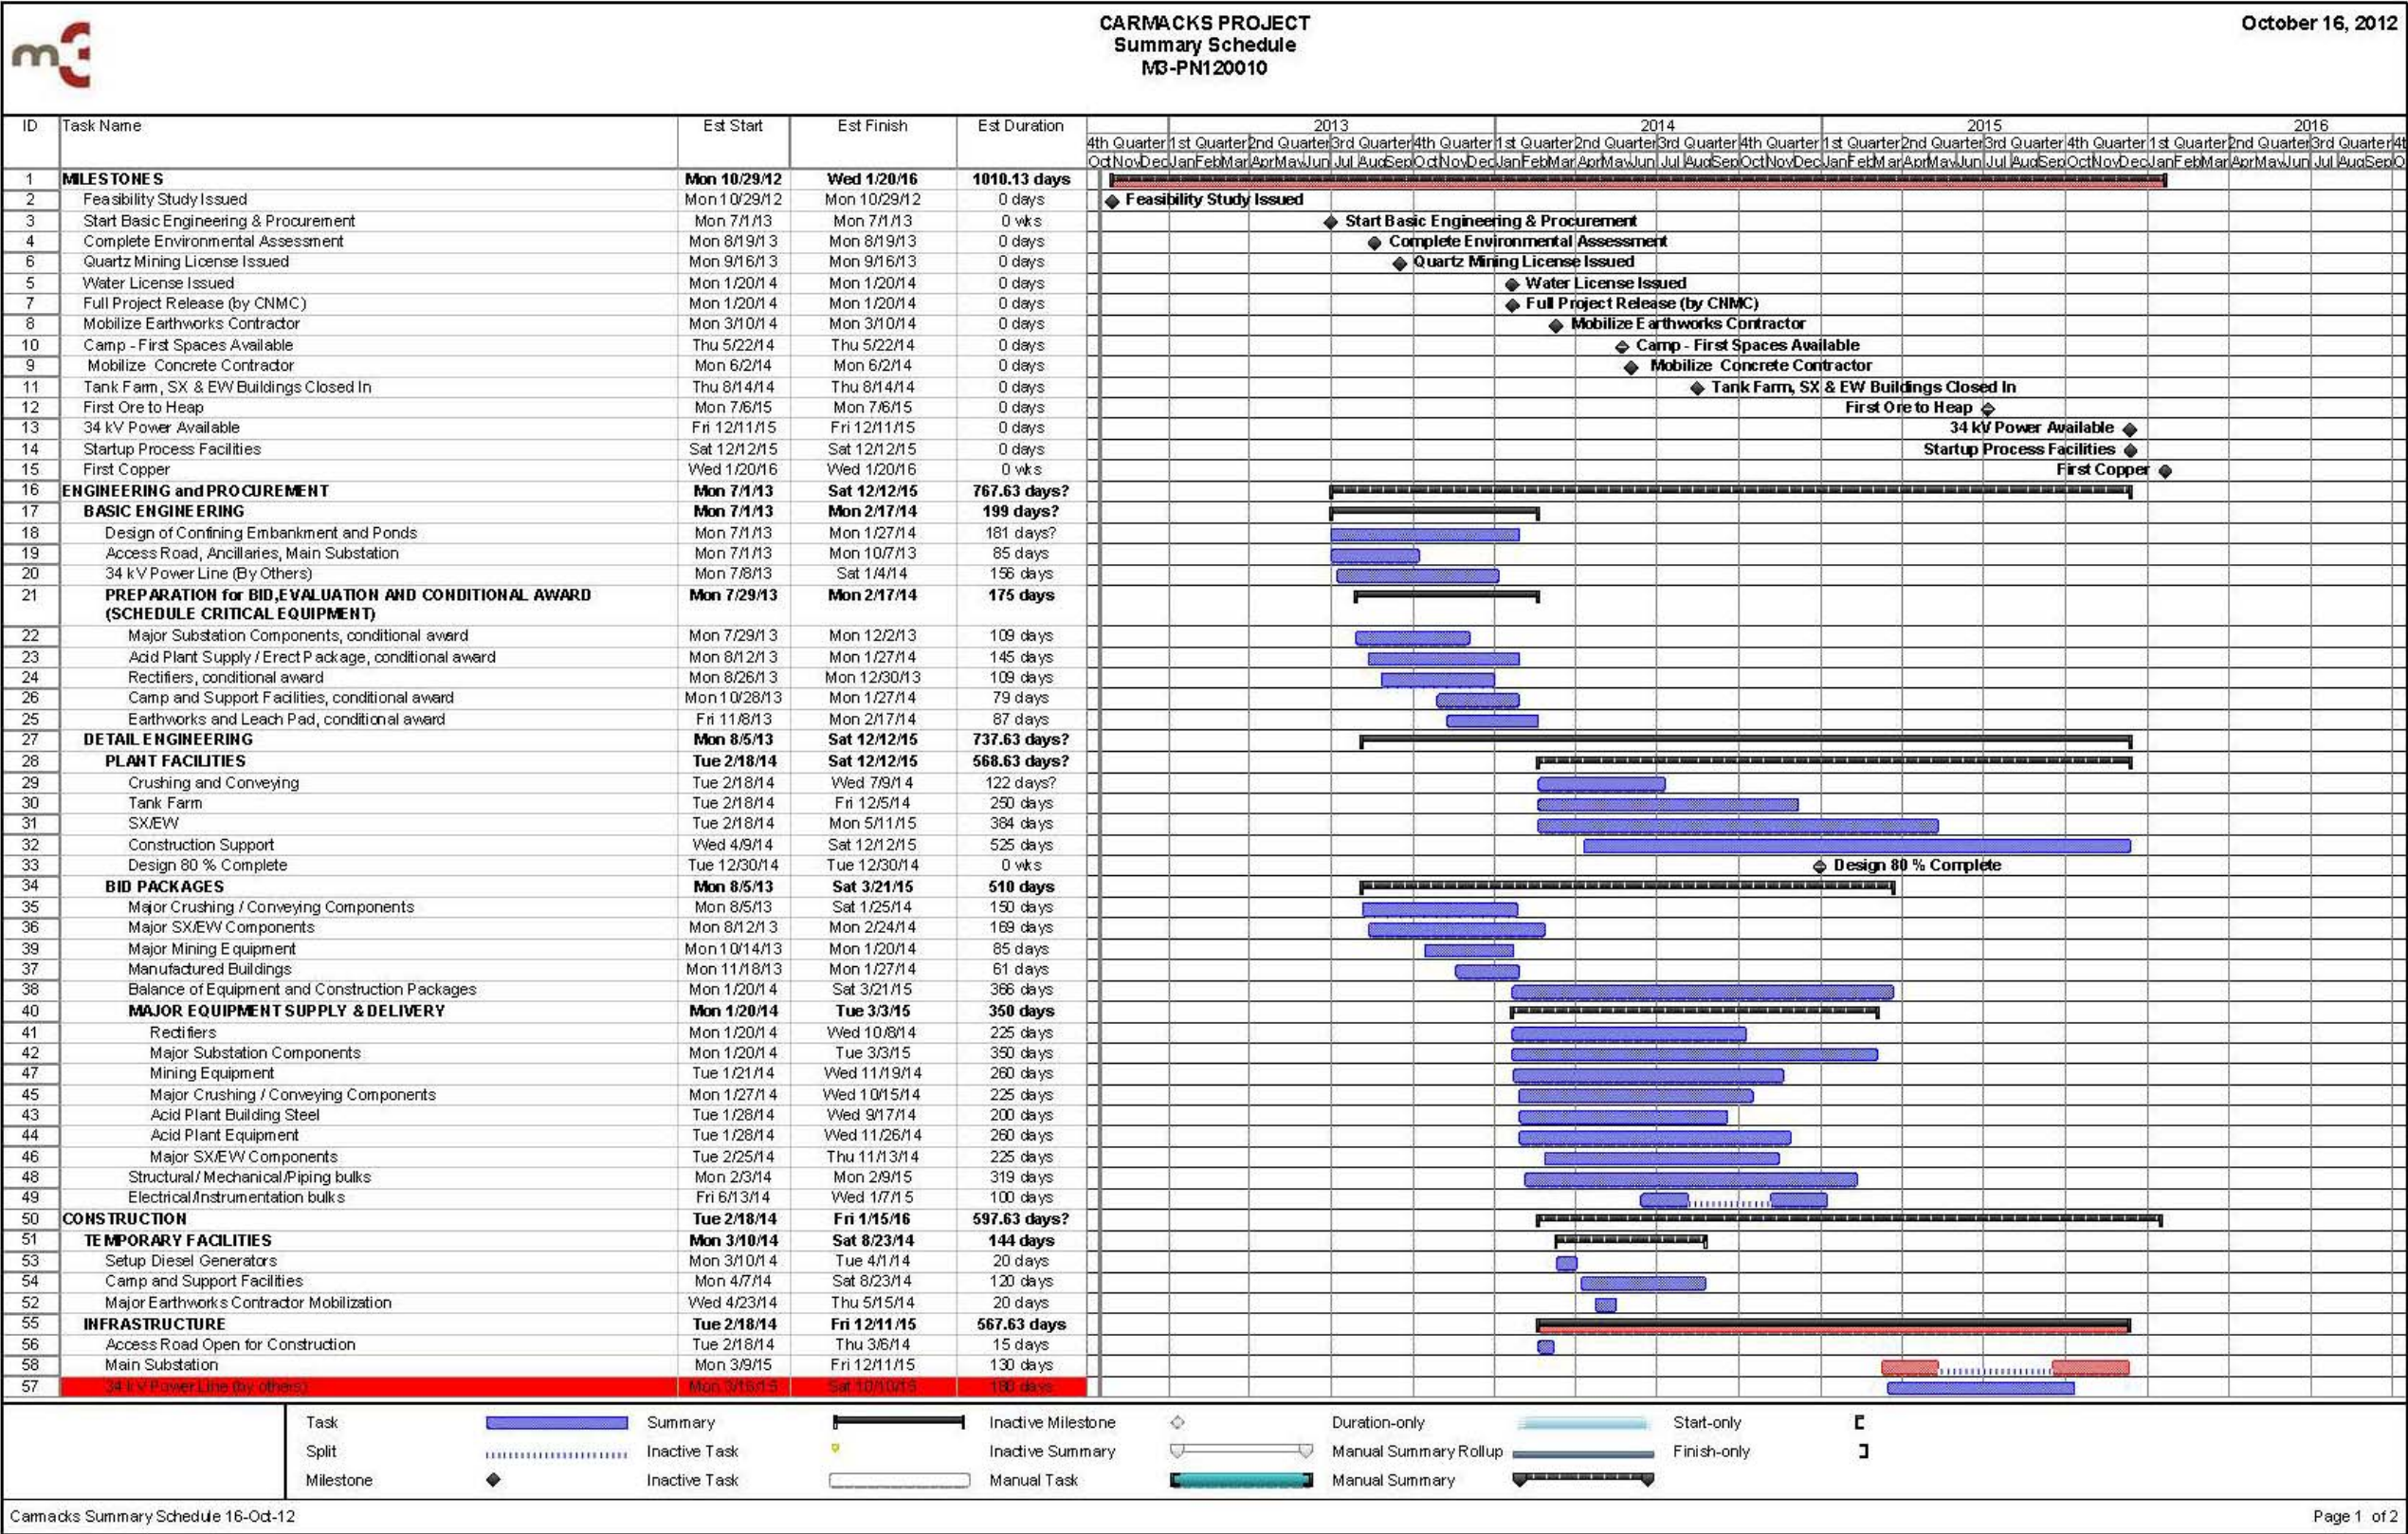 m3
CARMACKS PROJECT
Summary Schedule
M3-PN120010
October 16, 2012
ID Task Name Est Start Est Finish Est Duration
2013 2014 2015 2016
4th Quarter 1st Quarter 2nd Quarter 3rd Quarter 4th Quarter 1st Quarter 2nd Quarter 3rd Quarter 4th Quarter 1st Quarter 2nd Quarter 3rd Quarter 4th Quarter 1st Quarter 2nd Quarter 3rd Quarter 4t
Oct Nov Dec Jan Feb Mar Apr May Jun Jul Aug Sep Oct Nov Dec Jan Feb Mar Apr May Jun Jul Aug Sep Oct Nov Dec Jan Feb Mar Apr May Jun Jul Aug Sep Oct Nov Dec Jan Feb Mar Apr May Jun Jul Aug Sep O
1 MILESTONES Mon 10/29/12 Wed 1/20/16 1010.13 days
2 Feasibility Study Issued Mon 10/29/12 Mon 10/29/12 0 days Feasibility Study Issued
3 Start Basic Engineering & Procurement Mon 7/1/13 Mon 7/1/13 0 wks Start Basic Engineering & Procurement
4 Complete Environmental Assessment Mon 8/19/13 Mon 8/19/13 0 days Complete Environmental Assessment
6 Quartz Mining License Issued Mon 9/16/13 Mon 9/16/13 0 days Quartz Mining License Issued
5 Water License Issued Mon 1/20/14 Mon 1/20/14 0 days Water License Issued
7 Full Project Release (by CNMC) Mon 1/20/14 Mon 1/20/14 0 days Full Project Release (by CNMC)
8 Mobilize Earthworks Contractor Mon 3/10/14 Mon 3/10/14 0 days Mobilize Earthworks Contractor
10 Camp - First Spaces Available Thu 5/22/14 Thu 5/22/14 0 days Camp - First Spaces Available
9 Mobilize Concrete Contractor Mon 6/2/14 Mon 6/2/14 0 days Mobilize Concrete Contractor
11 Tank Farm, SX & EW Buildings Closed In Thu 8/14/14 Thu 8/14/14 0 days Tank Farm, SX & EW Buildings Closed In
12 First Ore to Heap Mon 7/6/15 Mon 7/6/15 0 days First Ore to Heap
13 34 kV Power Available Fri 12/11/15 Fri 12/11/15 0 days 34 kV Power Available
14 Startup Process Facilities Sat 12/12/15 Sat 12/12/15 0 days Startup Process Facilities
15 First Copper Wed 1/20/16 Wed 1/20/16 0 wks First Copper
16 ENGINEERING and PROCUREMENT Mon 7/1/13 Sat 12/12/15 767.63 days?
17 BASIC ENGINEERING Mon 7/1/13 Mon 2/17/14 199 days?
18 Design of Confining Embankment and Ponds Mon 7/1/13 Mon 1/27/14 181 days?
19 Access Road, Ancillaries, Main Substation Mon 7/1/13 Mon 10/7/13 85 days
20 34 kV Power Line (By Others) Mon 7/8/13 Sat 1/4/14 156 days
21 PREPARATION for BID,EVALUATION AND CONDITIONAL AWARD Mon 7/29/13 Mon 2/17/14 175 days
(SCHEDULE CRITICAL EQUIPMENT)
22 Major Substation Components, conditional award Mon 7/29/13 Mon 12/2/13 109 days
23 Acid Plant Supply / Erect Package, conditional award Mon 8/12/13 Mon 1/27/14 145 days
24 Rectifiers, conditional award Mon 8/26/13 Mon 12/30/13 109 days
26 Camp and Support Facilities, conditional award Mon 10/28/13 Mon 1/27/14 79 days
25 Earthworks and Leach Pad, conditional award Fri 11/8/13 Mon 2/17/14 87 days
27 DETAIL ENGINEERING Mon 8/5/13 Sat 12/12/15 737.63 days?
28 PLANT FACILITIES Tue 2/18/14 Sat 12/12/15 568.63 days?
29 Crushing and Conveying Tue 2/18/14 Wed 7/9/14 122 days?
30 Tank Farm Tue 2/18/14 Fri 12/5/14 250 days
31 SX/EW Tue 2/18/14 Mon 5/11/15 384 days
32 Construction Support Wed 4/9/14 Sat 12/12/15 525 days
33 Design 80 % Complete Tue 12/30/14 Tue 12/30/14 0 wks Design 80 % Complete
34 BID PACKAGES Mon 8/5/13 Sat 3/21/15 510 days
35 Major Crushing / Conveying Components Mon 8/5/13 Sat 1/25/14 150 days
36 Major SX/EW Components Mon 8/12/13 Mon 2/24/14 169 days
39 Major Mining Equipment Mon 10/14/13 Mon 1/20/14 85 days
37 Manufactured Buildings Mon 11/18/13 Mon 1/27/14 61 days
38 Balance of Equipment and Construction Packages Mon 1/20/14 Sat 3/21/15 366 days
40 MAJOR EQUIPMENT SUPPLY & DELIVERY Mon 1/20/14 Tue 3/3/15 350 days
41 Rectifiers Mon 1/20/14 Wed 10/8/14 225 days
42 Major Substation Components Mon 1/20/14 Tue 3/3/15 350 days
47 Mining Equipment Tue 1/21/14 Wed 11/19/14 260 days
45 Major Crushing / Conveying Components Mon 1/27/14 Wed 10/15/14 225 days
43 Acid Plant Building Steel Tue 1/28/14 Wed 9/17/14 200 days
44 Acid Plant Equipment Tue 1/28/14 Wed 11/26/14 260 days
46 Major SX/EW Components Tue 2/25/14 Thu 11/13/14 225 days
48 Structural/ Mechanical/Piping bulks Mon 2/3/14 Mon 2/9/15 319 days
49 Electrical/Instrumentation bulks Fri 6/13/14 Wed 1/7/15 100 days
50 CONSTRUCTION Tue 2/18/14 Fri 1/15/16 597.63 days?
51 TEMPORARY FACILITIES Mon 3/10/14 Sat 8/23/14 144 days
53 Setup Diesel Generators Mon 3/10/14 Tue 4/1/14 20 days
54 Camp and Support Facilities Mon 4/7/14 Sat 8/23/14 120 days
52 Major Earthworks Contractor Mobilization Wed 4/23/14 Thu 5/15/14 20 days
55 INFRASTRUCTURE Tue 2/18/14 Fri 12/11/15 567.63 days
56 Access Road Open for Construction Tue 2/18/14 Thu 3/6/14 15 days
58 Main Substation Mon 3/9/15 Fri 12/11/15 130 days
57 34 kV Power Line (by others) Mon 3/16/15 Sat 10/10/15 180 days
Task Summary Inactive Milestone Duration-only Start-only
Split Inactive Task Inactive Summary Manual Summary Rollup Finish-only
Milestone Inactive Task Manual Task Manual Summary
Carmacks Summary Schedule 16-Oct-12
Page 1 of 2